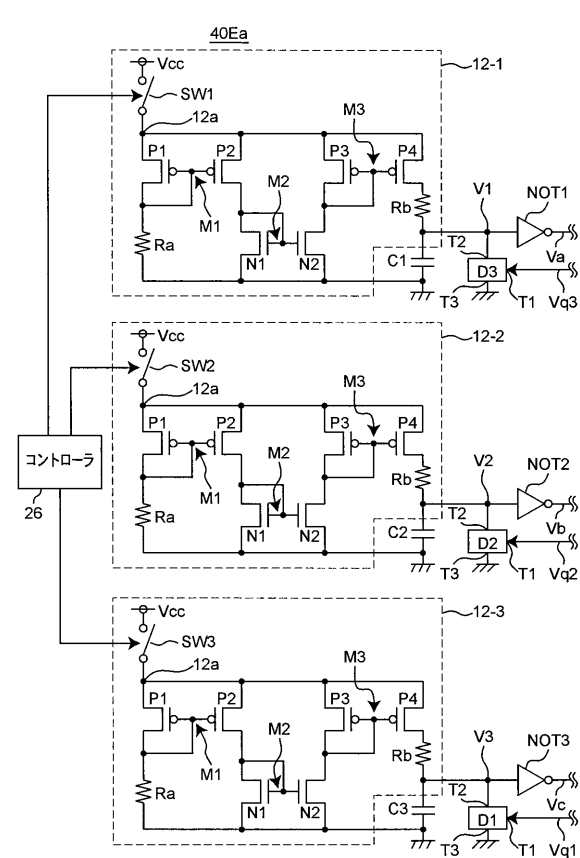 40Ea
Vcc
12-1
SW1
12a
M3
P1
P2
P3
P4
V1
NOT1
M2
Rb
M1
T2
Va
Ra
N1
N2
C1
D3
T3
T1
Vq3
Vcc
12-2
SW2
12a
M3
P1
P2
P3
P4
コントローラ
V2
NOT2
M2
Rb
26
M1
T2
Vb
Ra
N1
N2
C2
D2
T3
T1
Vq2
Vcc
12-3
SW3
12a
M3
P1
P2
P3
P4
V3
NOT3
M2
Rb
M1
T2
Vc
Ra
N1
N2
C3
D1
T3
T1
Vq1